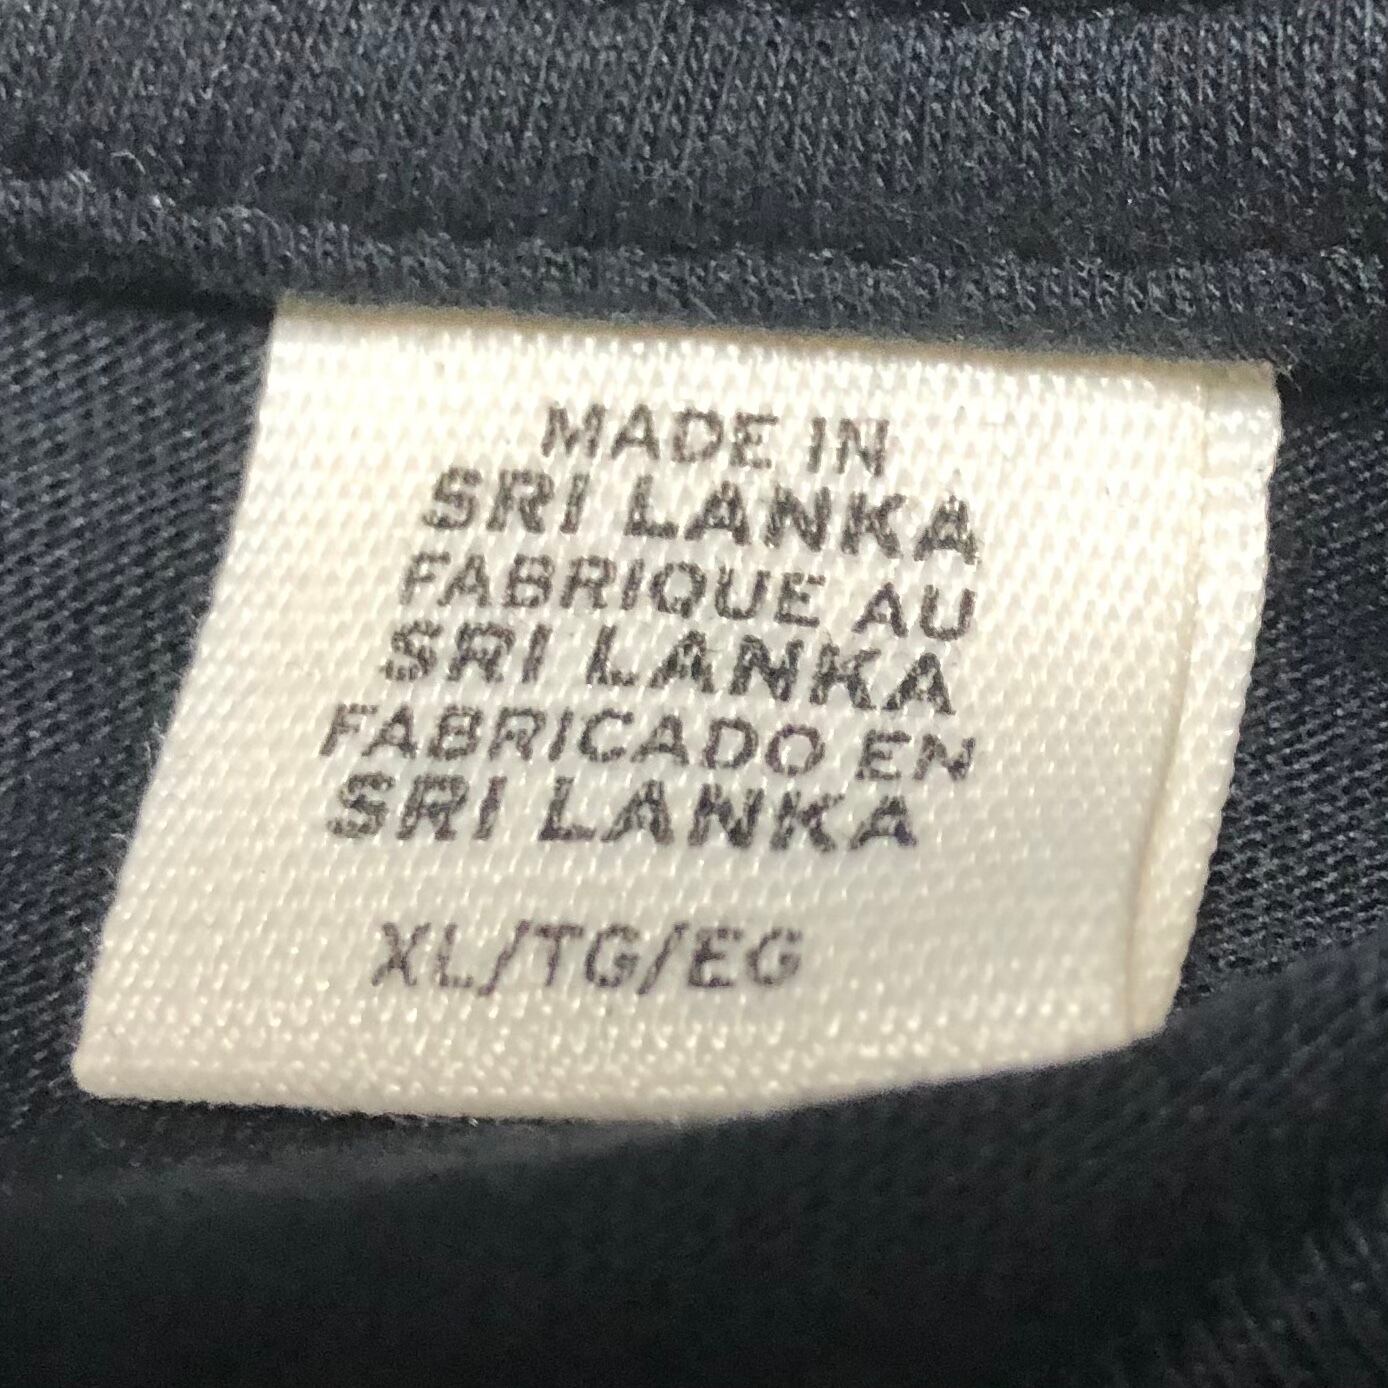 MADE IN
SRI LANKA
FABRIQUE AU
SRI LANKA
FABRICADO EN
SRI LANKA
XL/TG/EG